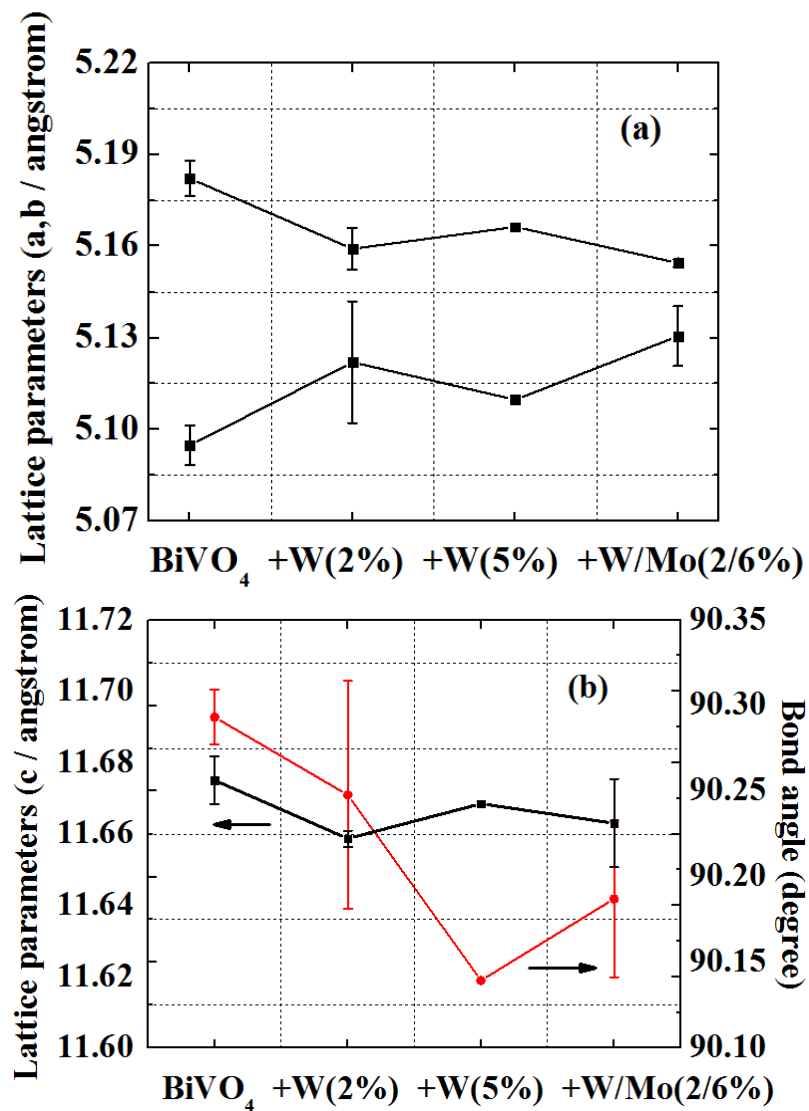 Lattice parameters (a,b / angstrom)
5.22
5.19
5.16
5.13
5.10
5.07
(a)
BiVO4 +W(2%) +W(5%) +W/Mo(2/6%)
Lattice parameters (c / angstrom)
11.72
11.70
11.68
11.66
11.64
11.62
11.60
(b)
90.35
90.30
90.25
90.20
90.15
90.10
Bond angle (degree)
BiVO4 +W(2%) +W(5%) +W/Mo(2/6%)